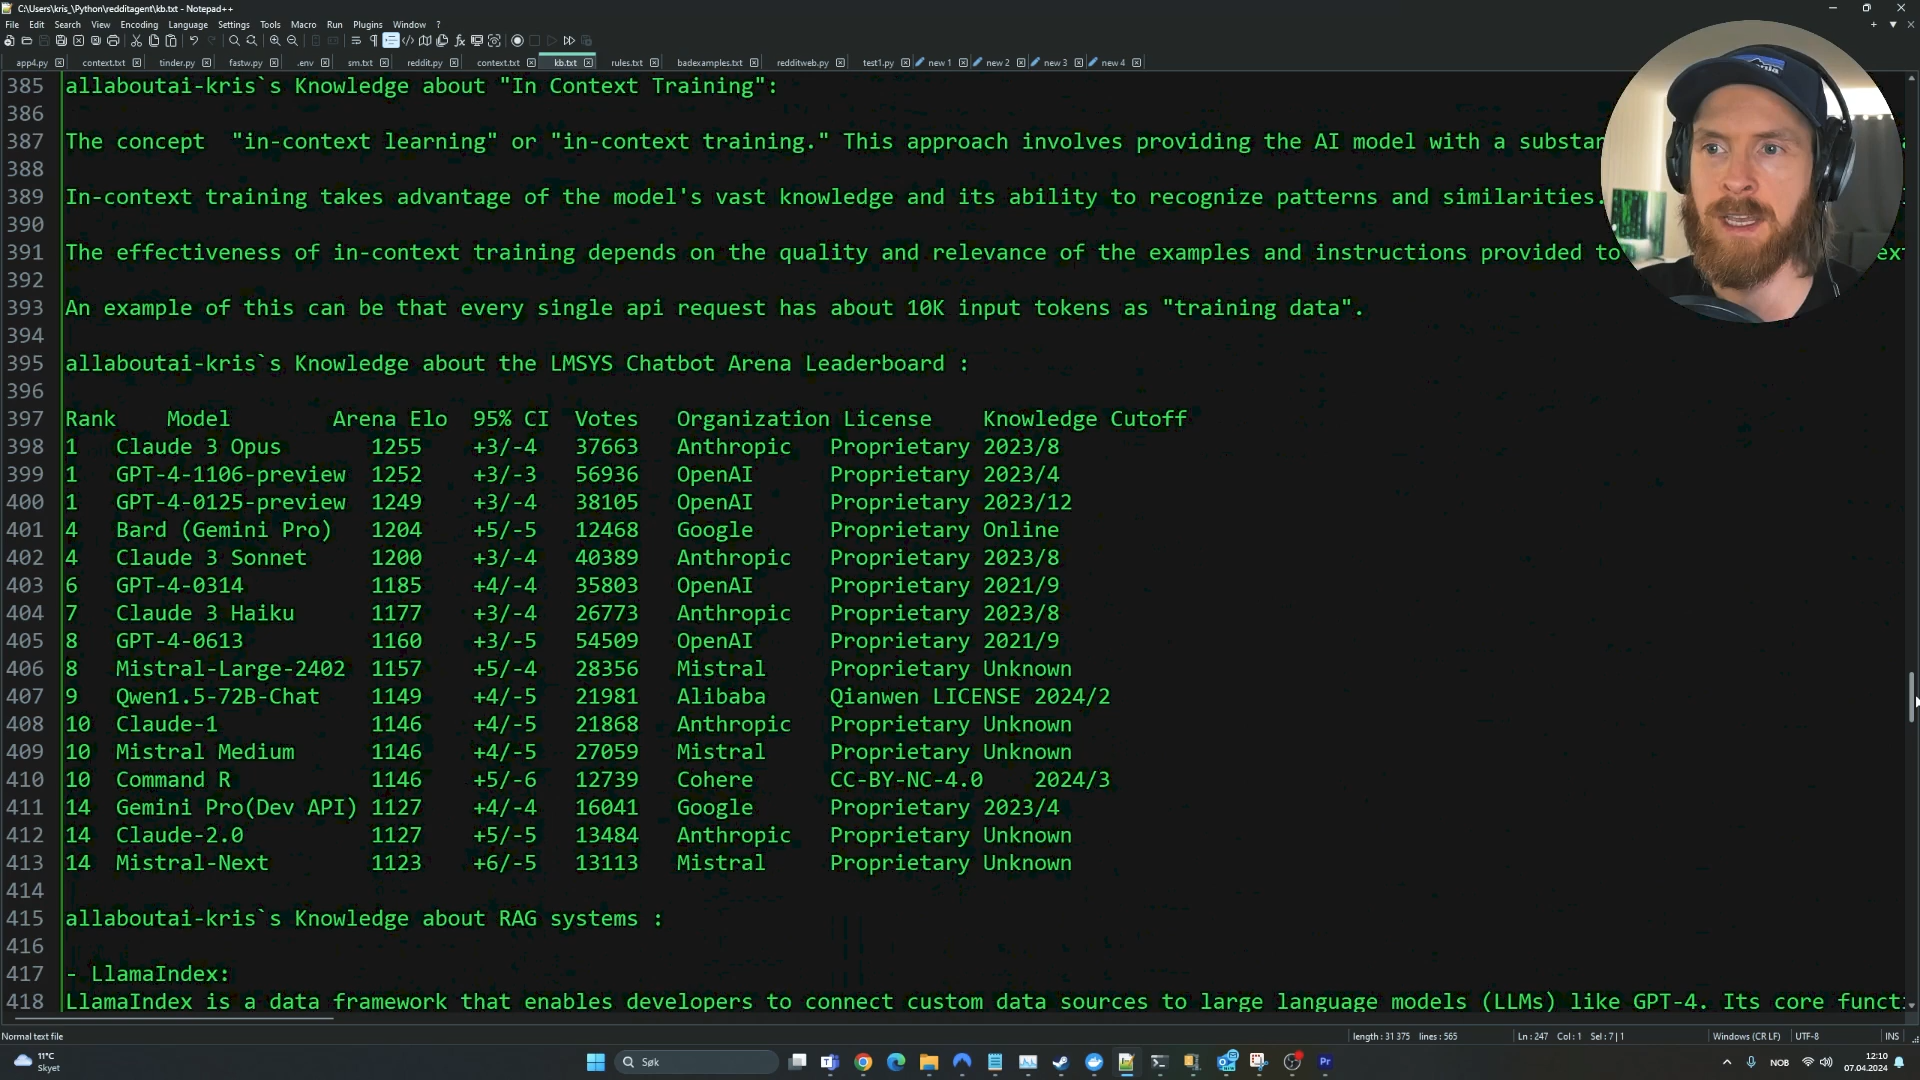 C:\Users\kris_\Python\redditagent\kb.txt - Notepad++
File Edit Search View Encoding Language Settings Tools Macro Run Plugins Window ?
app4.py context.txt tinder.py fastw.py .env sm.txt reddit.py context.txt kb.txt rules.txt badexamples.txt redditweb.py test1.py new 1 new 2 new 3 new 4
385 allaboutai-kris`s Knowledge about "In Context Training":
386
387 The concept  "in-context learning" or "in-context training." This approach involves providing the AI model with a substan
388
389 In-context training takes advantage of the model's vast knowledge and its ability to recognize patterns and similarities.
390
391 The effectiveness of in-context training depends on the quality and relevance of the examples and instructions provided to
392
393 An example of this can be that every single api request has about 10K input tokens as "training data".
394
395 allaboutai-kris`s Knowledge about the LMSYS Chatbot Arena Leaderboard :
396
397 Rank Model Arena Elo 95% CI Votes Organization License Knowledge Cutoff
398 1 Claude 3 Opus 1255 +3/-4 37663 Anthropic Proprietary 2023/8
399 1 GPT-4-1106-preview 1252 +3/-3 56936 OpenAI Proprietary 2023/4
400 1 GPT-4-0125-preview 1249 +3/-4 38105 OpenAI Proprietary 2023/12
401 4 Bard (Gemini Pro) 1204 +5/-5 12468 Google Proprietary Online
402 4 Claude 3 Sonnet 1200 +3/-4 40389 Anthropic Proprietary 2023/8
403 6 GPT-4-0314 1185 +4/-4 35803 OpenAI Proprietary 2021/9
404 7 Claude 3 Haiku 1177 +3/-4 26773 Anthropic Proprietary 2023/8
405 8 GPT-4-0613 1160 +3/-5 54509 OpenAI Proprietary 2021/9
406 8 Mistral-Large-2402 1157 +5/-4 28356 Mistral Proprietary Unknown
407 9 Qwen1.5-72B-Chat 1149 +4/-5 21981 Alibaba Qianwen LICENSE 2024/2
408 10 Claude-1 1146 +4/-5 21868 Anthropic Proprietary Unknown
409 10 Mistral Medium 1146 +4/-5 27059 Mistral Proprietary Unknown
410 10 Command R 1146 +5/-6 12739 Cohere CC-BY-NC-4.0 2024/3
411 14 Gemini Pro(Dev API) 1127 +4/-4 16041 Google Proprietary 2023/4
412 14 Claude-2.0 1127 +5/-5 13484 Anthropic Proprietary Unknown
413 14 Mistral-Next 1123 +6/-5 13113 Mistral Proprietary Unknown
414
415 allaboutai-kris`s Knowledge about RAG systems :
416
417 - LlamaIndex:
418 LlamaIndex is a data framework that enables developers to connect custom data sources to large language models (LLMs) like GPT-4. Its core functi
Normal text file length : 31 375 lines : 565 Ln : 247 Col : 1 Sel : 7 | 1 Windows (CR LF) UTF-8 INS
11°C
Skyet
Søk
Pr
NOB
12:10
07.04.2024